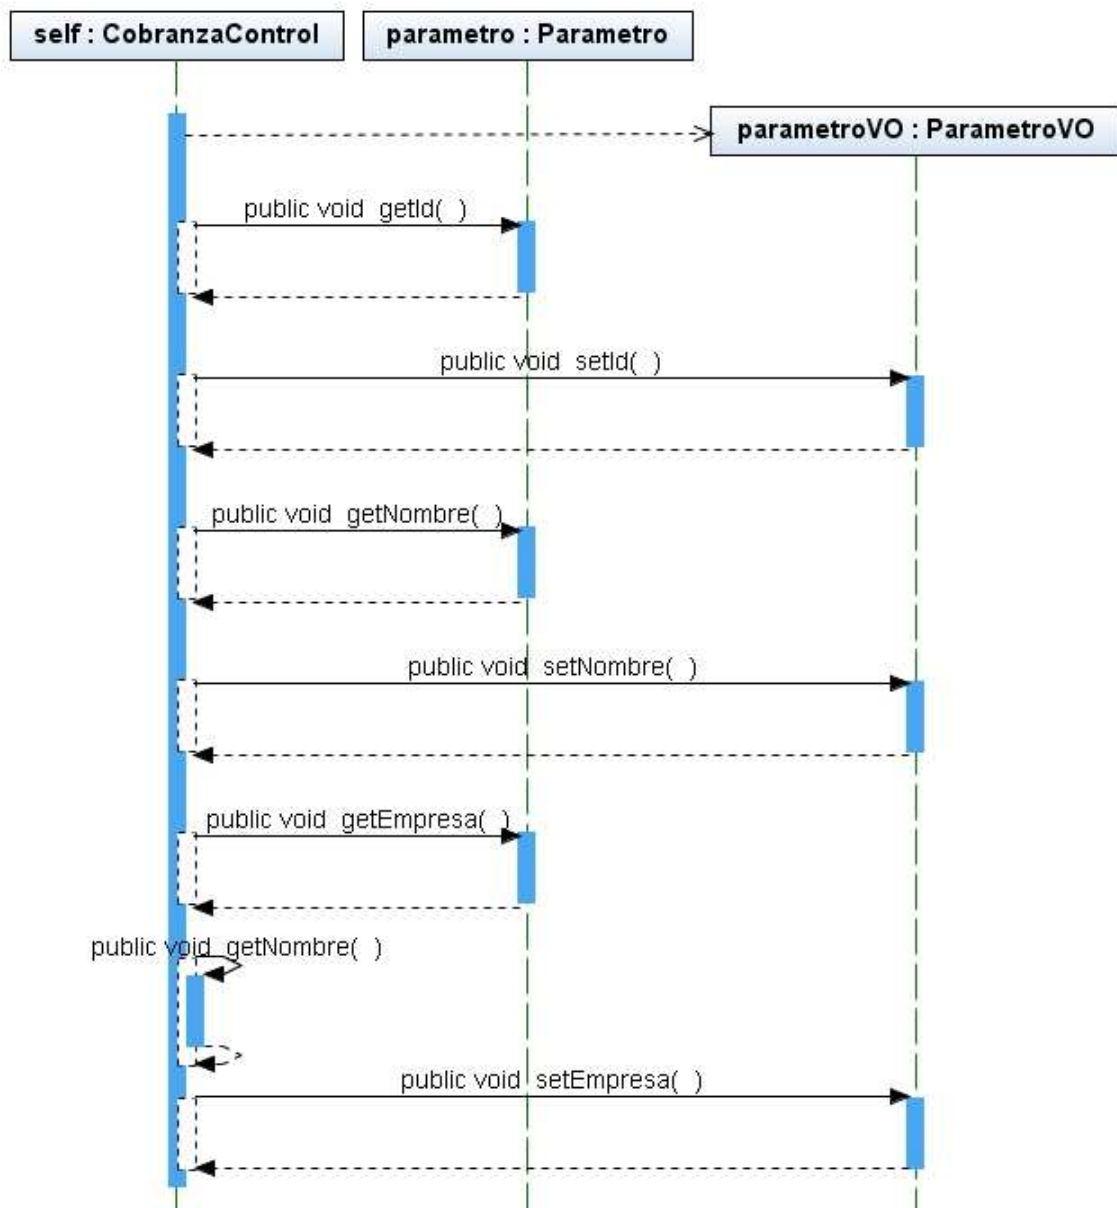 self : CobranzaControl
parametro : Parametro
parametroVO : ParametroVO
public void getId( )
public void setId( )
public void getNombre( )
public void setNombre( )
public void getEmpresa( )
public void getNombre( )
public void setEmpresa( )